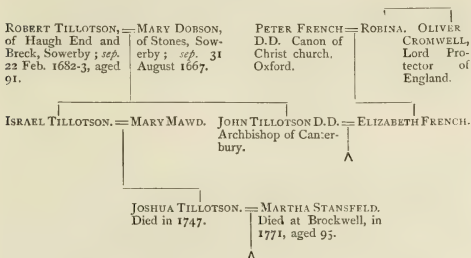 ROBERT TILLOTSON, = MARY DOBSON,
of Haugh End and
Breck, Sowerby; sep.
22 Feb. 1682-3, aged
91.
of Stones, Sow-
erby; sep. 31
August 1667.
PETER FRENCH = ROBINA.
D.D. Canon of
Christ church.
Oxford.
OLIVER
CROMWELL,
Lord Pro-
tector of
England.
ISRAEL TILLOTSON. = MARY MAWD.
JOHN TILLOTSON D.D. = ELIZABETH FRENCH.
Archbishop of Canter-
bury.
JOSHUA TILLOTSON. = MARTHA STANSFELD.
Died in 1747.
Died at Brockwell, in
1771, aged 95.